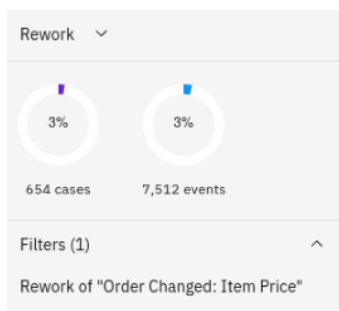 Rework
3% 3%
654 cases 7,512 events
Filters (1)
Rework of "Order Changed: Item Price"